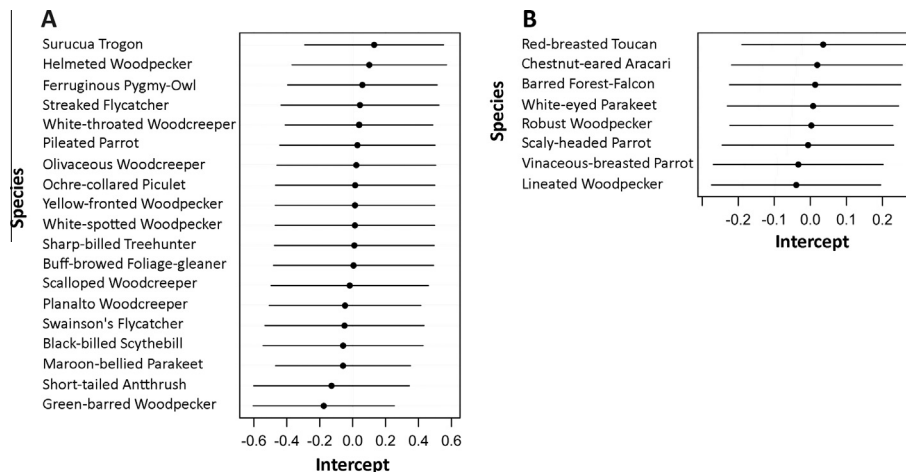 A
Species
Surucua Trogon
Helmeted Woodpecker
Ferruginous Pygmy-Owl
Streaked Flycatcher
White-throated Woodcreeper
Pileated Parrot
Olivaceous Woodcreeper
Ochre-collared Piculet
Yellow-fronted Woodpecker
White-spotted Woodpecker
Sharp-billed Treehunter
Buff-browed Foliage-gleaner
Scalloped Woodcreeper
Planalto Woodcreeper
Swainson's Flycatcher
Black-billed Scythebill
Maroon-bellied Parakeet
Short-tailed Antthrush
Green-barred Woodpecker
-0.6 -0.4 -0.2 0.0 0.2 0.4 0.6
Intercept
B
Species
Red-breasted Toucan
Chestnut-eared Aracari
Barred Forest-Falcon
White-eyed Parakeet
Robust Woodpecker
Scaly-headed Parrot
Vinaceous-breasted Parrot
Lineated Woodpecker
-0.2 -0.1 0.0 0.1 0.2
Intercept